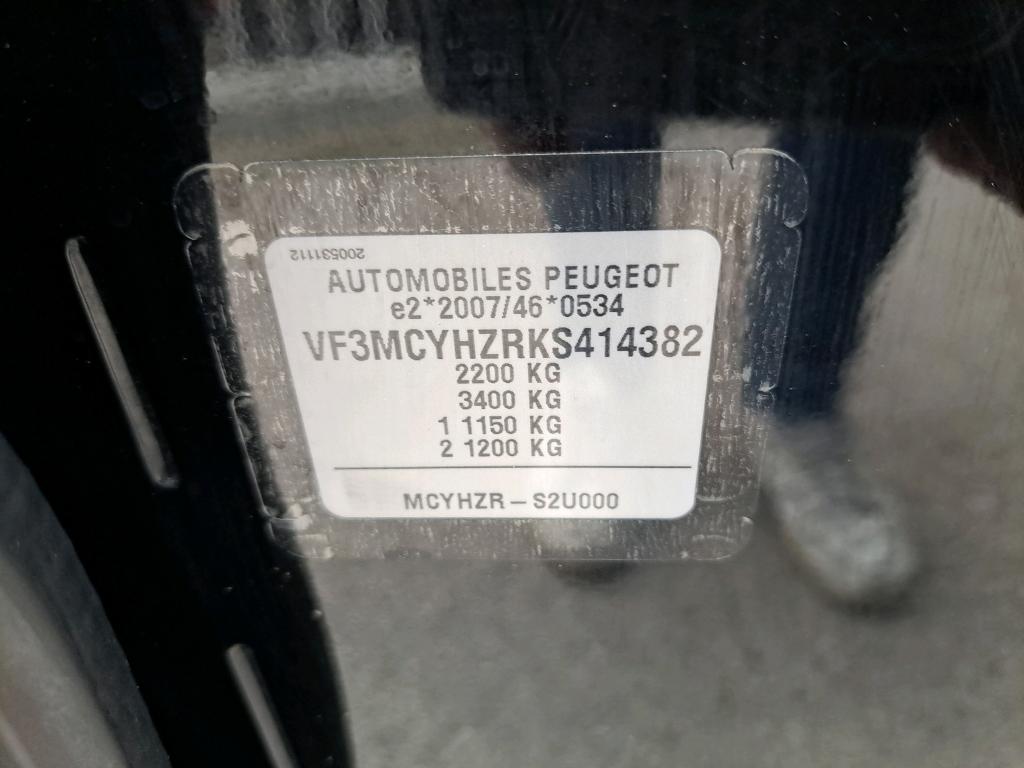 200531112
AUTOMOBILES PEUGEOT
e2*2007/46*0534
VF3MCYHZRKS414382
2200 KG
3400 KG
1 1150 KG
2 1200 KG
MCYHZR – S2U000